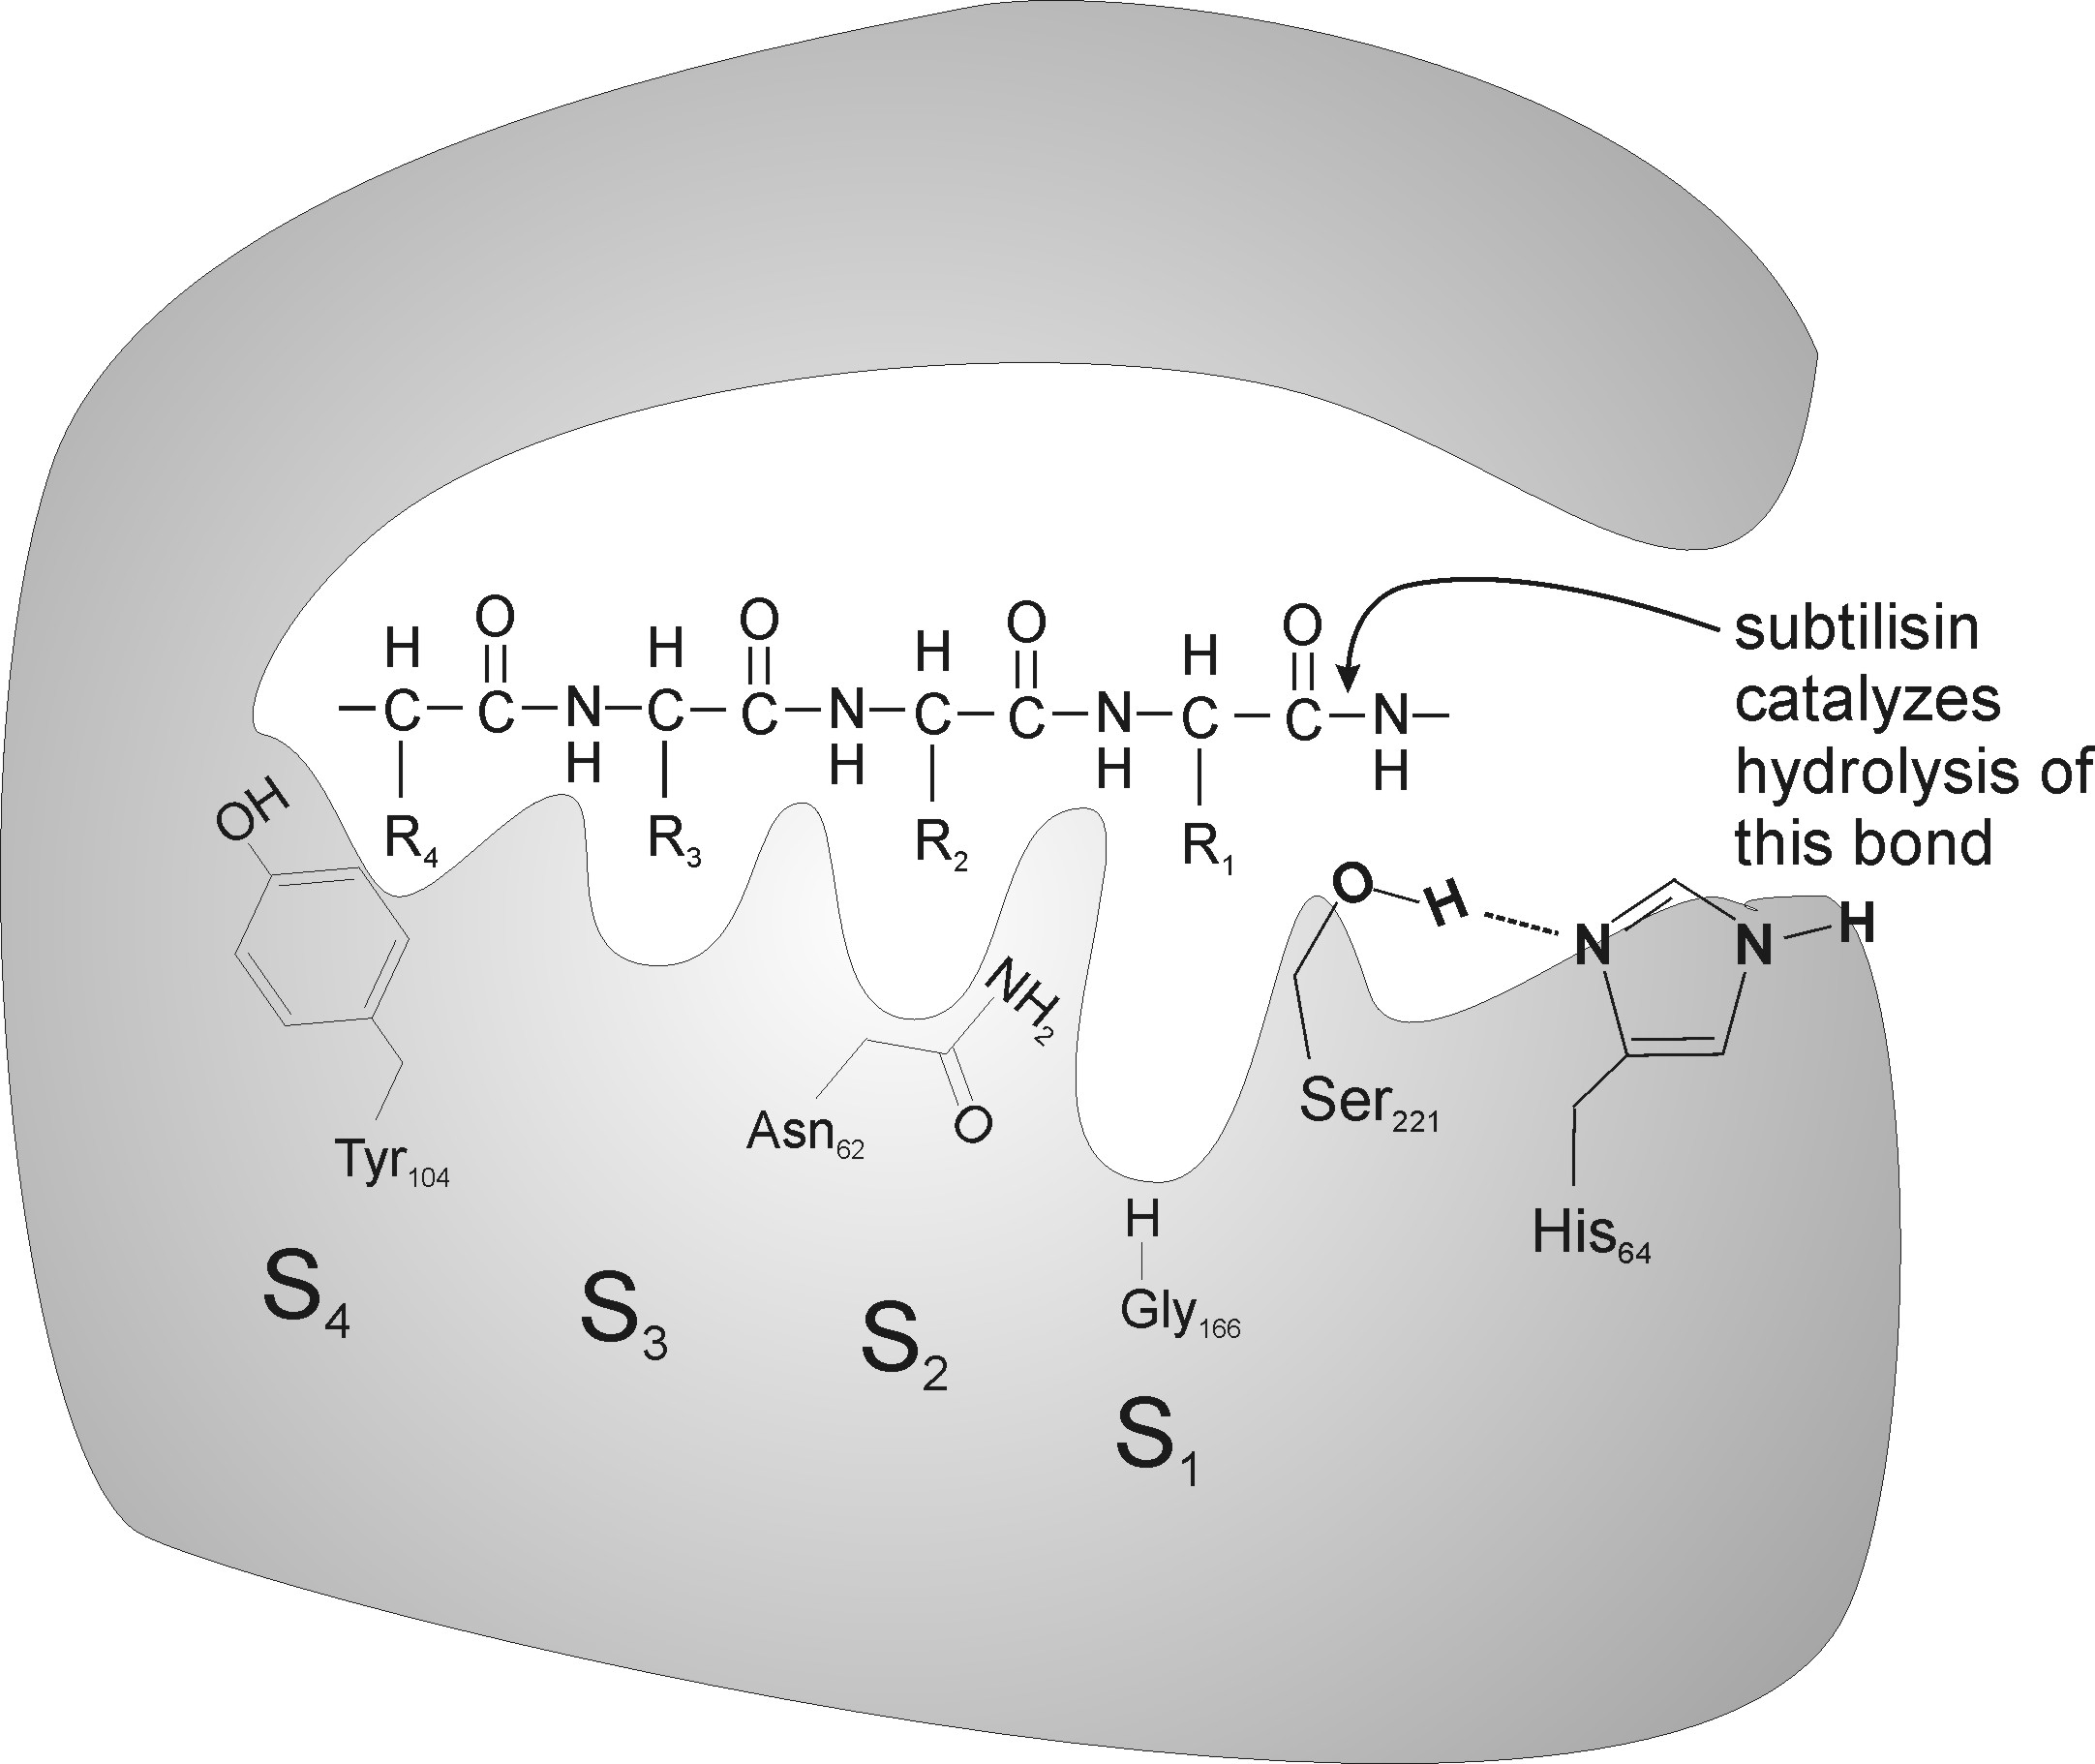 O O O O
H H H H
C C N C C N C C N C C N
H H H H
R4 R3 R2 R1
subtilisin
catalyzes
hydrolysis of
this bond
OH
O H N N H
NH2
O
Tyr104
Asn62
Ser221
H
Gly166
His64
S4
S3
S2
S1